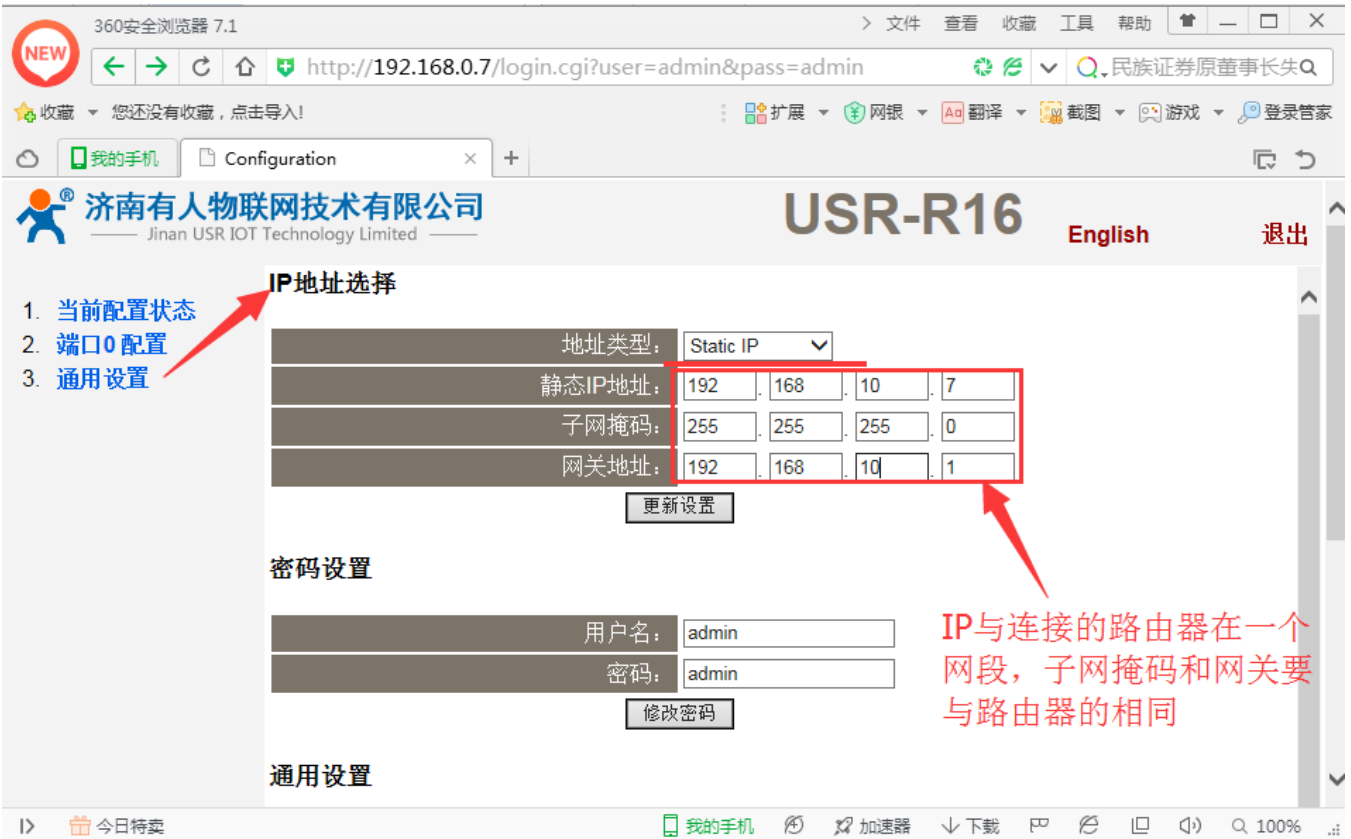 360安全浏览器 7.1
文件 查看 收藏 工具 帮助
NEW
http://192.168.0.7/login.cgi?user=admin&pass=admin
民族证券原董事长失
收藏 您还没有收藏，点击导入!
扩展 网银 翻译 截图 游戏 登录管家
我的手机
Configuration
济南有人物联网技术有限公司
Jinan USR IOT Technology Limited
USR-R16
English
退出
1. 当前配置状态
2. 端口0 配置
3. 通用设置
IP地址选择
地址类型： Static IP
静态IP地址： 192 . 168 . 10 . 7
子网掩码： 255 . 255 . 255 . 0
网关地址： 192 . 168 . 10 . 1
更新设置
密码设置
用户名： admin
密码： admin
修改密码
IP与连接的路由器在一个
网段，子网掩码和网关要
与路由器的相同
通用设置
今日特卖
我的手机 加速器 下载 100%